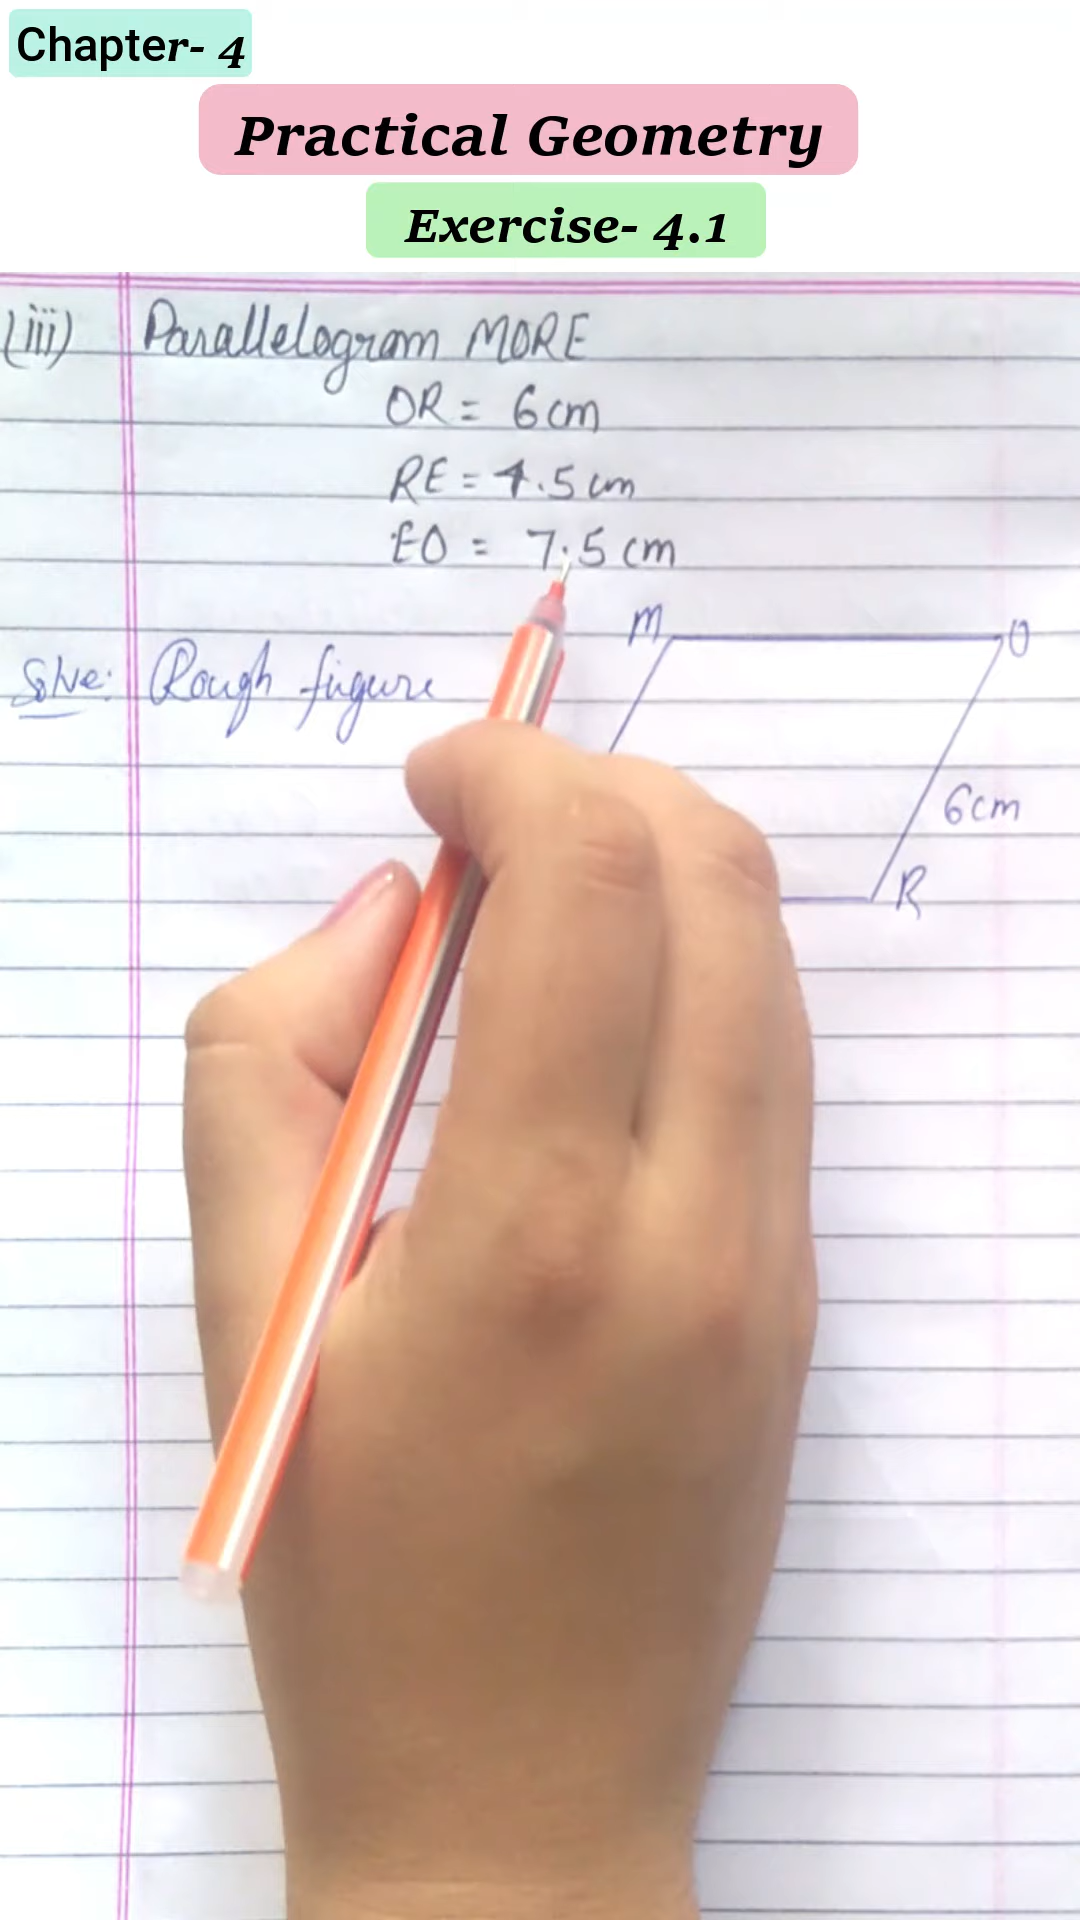 Chapter- 4
Practical Geometry
Exercise- 4.1
(iii) Parallelogram MORE
OR = 6cm
RE = 4.5 cm
EO = 7.5 cm
M O
Solve: Rough figure
6cm
R